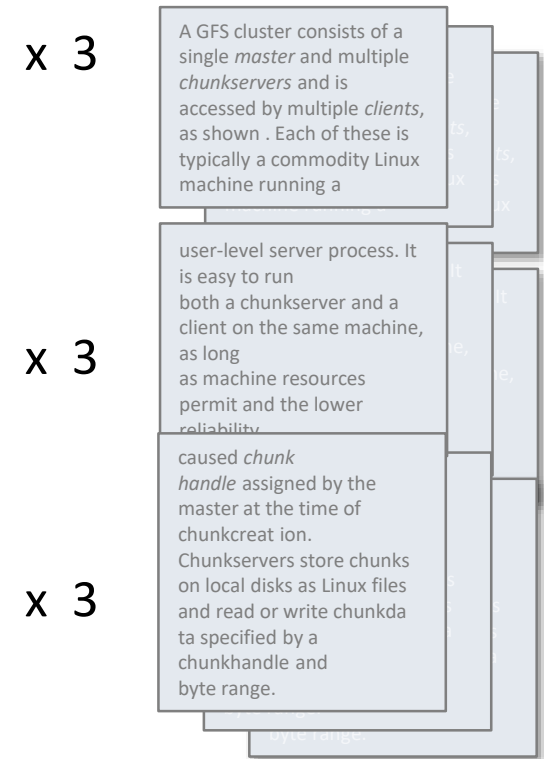 x 3
A GFS cluster consists of a
single master and multiple
chunkservers and is
accessed by multiple clients,
as shown . Each of these is
typically a commodity Linux
machine running a
x 3
user-level server process. It
is easy to run
both a chunkserver and a
client on the same machine,
as long
as machine resources
permit and the lower
reliability
x 3
caused chunk
handle assigned by the
master at the time of
chunkcreat ion.
Chunkservers store chunks
on local disks as Linux files
and read or write chunkda
ta specified by a
chunkhandle and
byte range.
byte range.